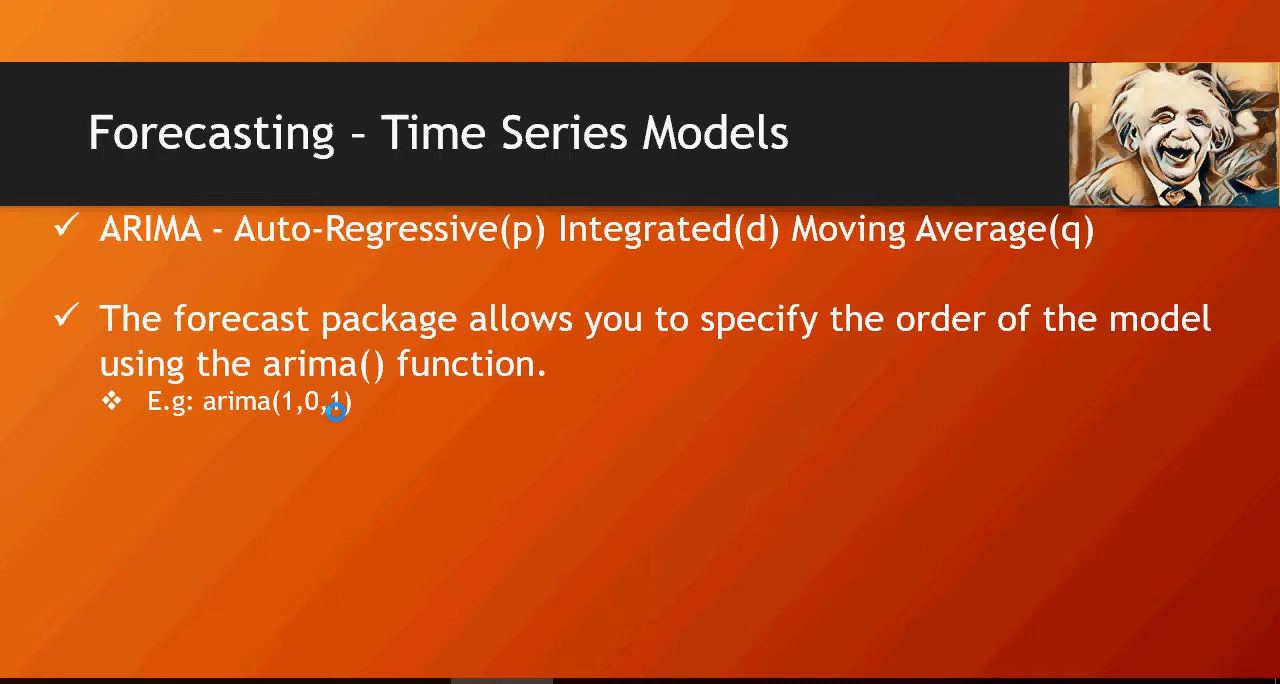 Forecasting – Time Series Models
ARIMA - Auto-Regressive(p) Integrated(d) Moving Average(q)
The forecast package allows you to specify the order of the model
using the arima() function.
E.g: arima(1,0,1)